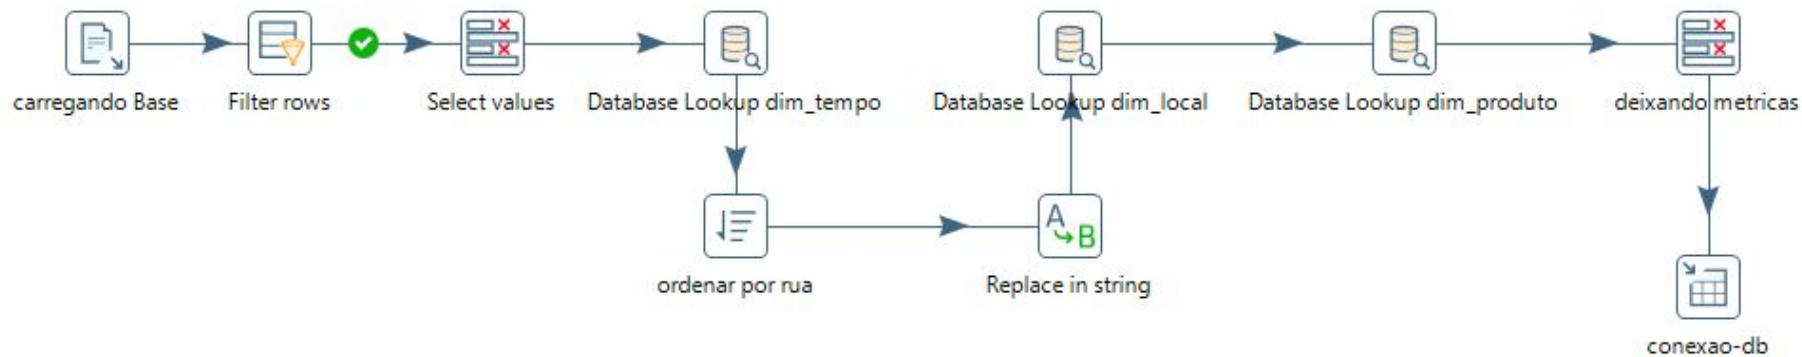 carregando Base
Filter rows
Select values
Database Lookup dim_tempo
Database Lookup dim_local
Database Lookup dim_produto
deixando metricas
ordenar por rua
A
B
Replace in string
conexao-db